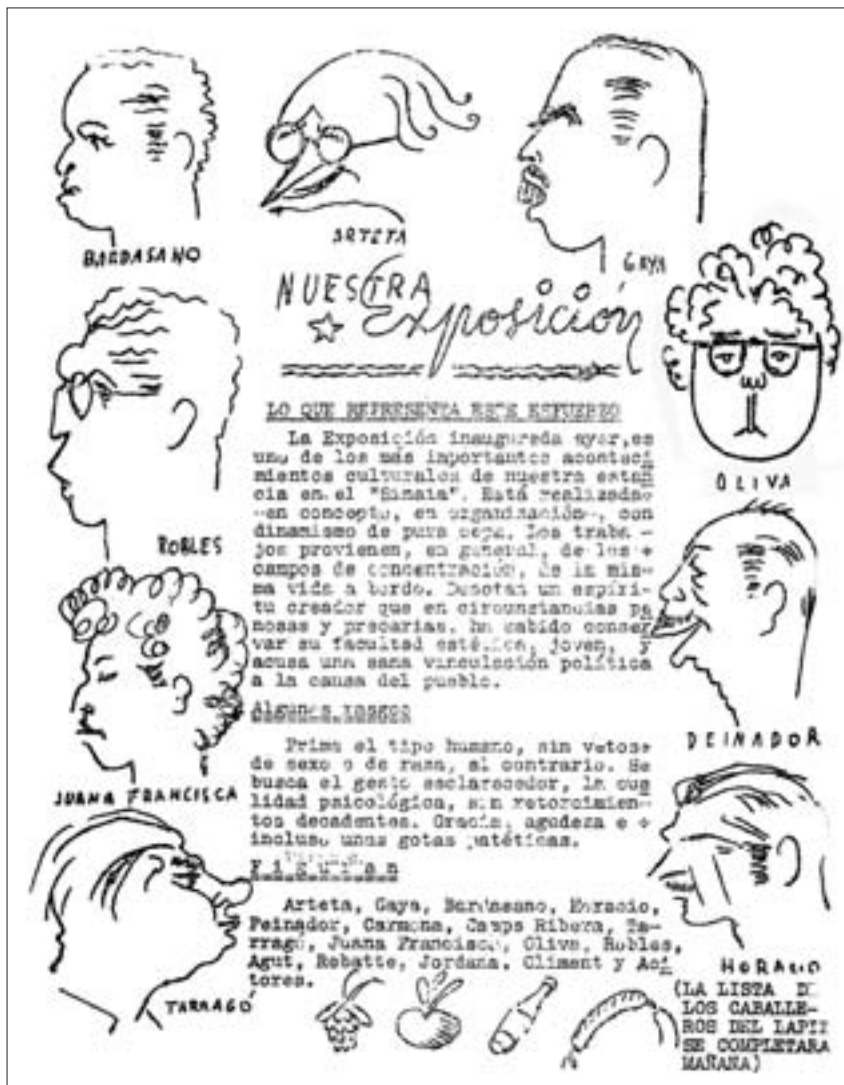 BARDASANO
ARTETA
GAYA
NUESTRA
Exposición
ROBLES
OLIVA
JUANA FRANCISCA
PEINADOR
TARRAGÓ
HORACIO
LO QUE REPRESENTA ESTE ESFUERZO
La Exposición inaugurada ayer, es
uno de los más importantes aconteci
mientos culturales de nuestra estan
cia en el "Sinaia". Está realizada-
-en concepto, en organización-, con
dinamismo de pura cepa. Los traba-
jos provienen, en general, de los
campos de concentración, de la mis-
ma vida a bordo. Denotan un espíri-
tu creador que en circunstancias pe
nosas y precarias, ha sabido conser
var su facultad estética, joven, y
acusa una sana vinculación política
a la causa del pueblo.
Algunos rasgos
Prima el tipo humano, sin vetos
de sexo o de raza, al contrario. Se
busca el gesto esclarecedor, la cua
lidad psicológica, sin retorcimien-
tos decadentes. Gracia, agudeza e
incluso unas gotas patéticas.
Figuran
Arteta, Gaya, Bardasano, Horacio,
Peinador, Carmona, Camps Ribera, Ta-
rragó, Juana Francisca, Oliva, Robles,
Agut, Rebatte, Jordana, Climent y Aci
tores.
(LA LISTA DE
LOS CABALLE-
ROS DEL LAPIZ
SE COMPLETARA
MAÑANA)